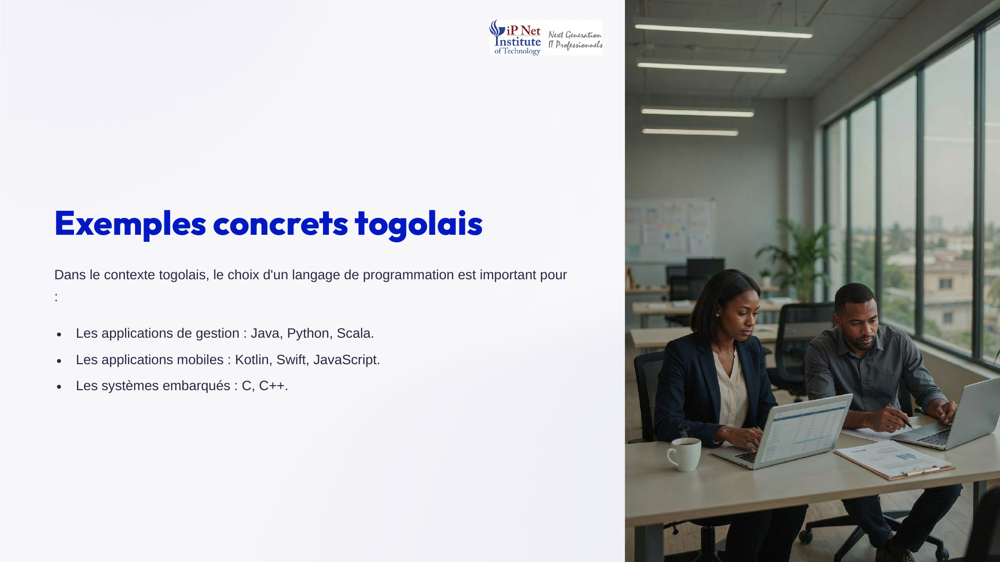 iP Net
Institute
of Technology
Next Generation
IT Professionnels
Exemples concrets togolais
Dans le contexte togolais, le choix d'un langage de programmation est important pour
:
• Les applications de gestion : Java, Python, Scala.
• Les applications mobiles : Kotlin, Swift, JavaScript.
• Les systèmes embarqués : C, C++.